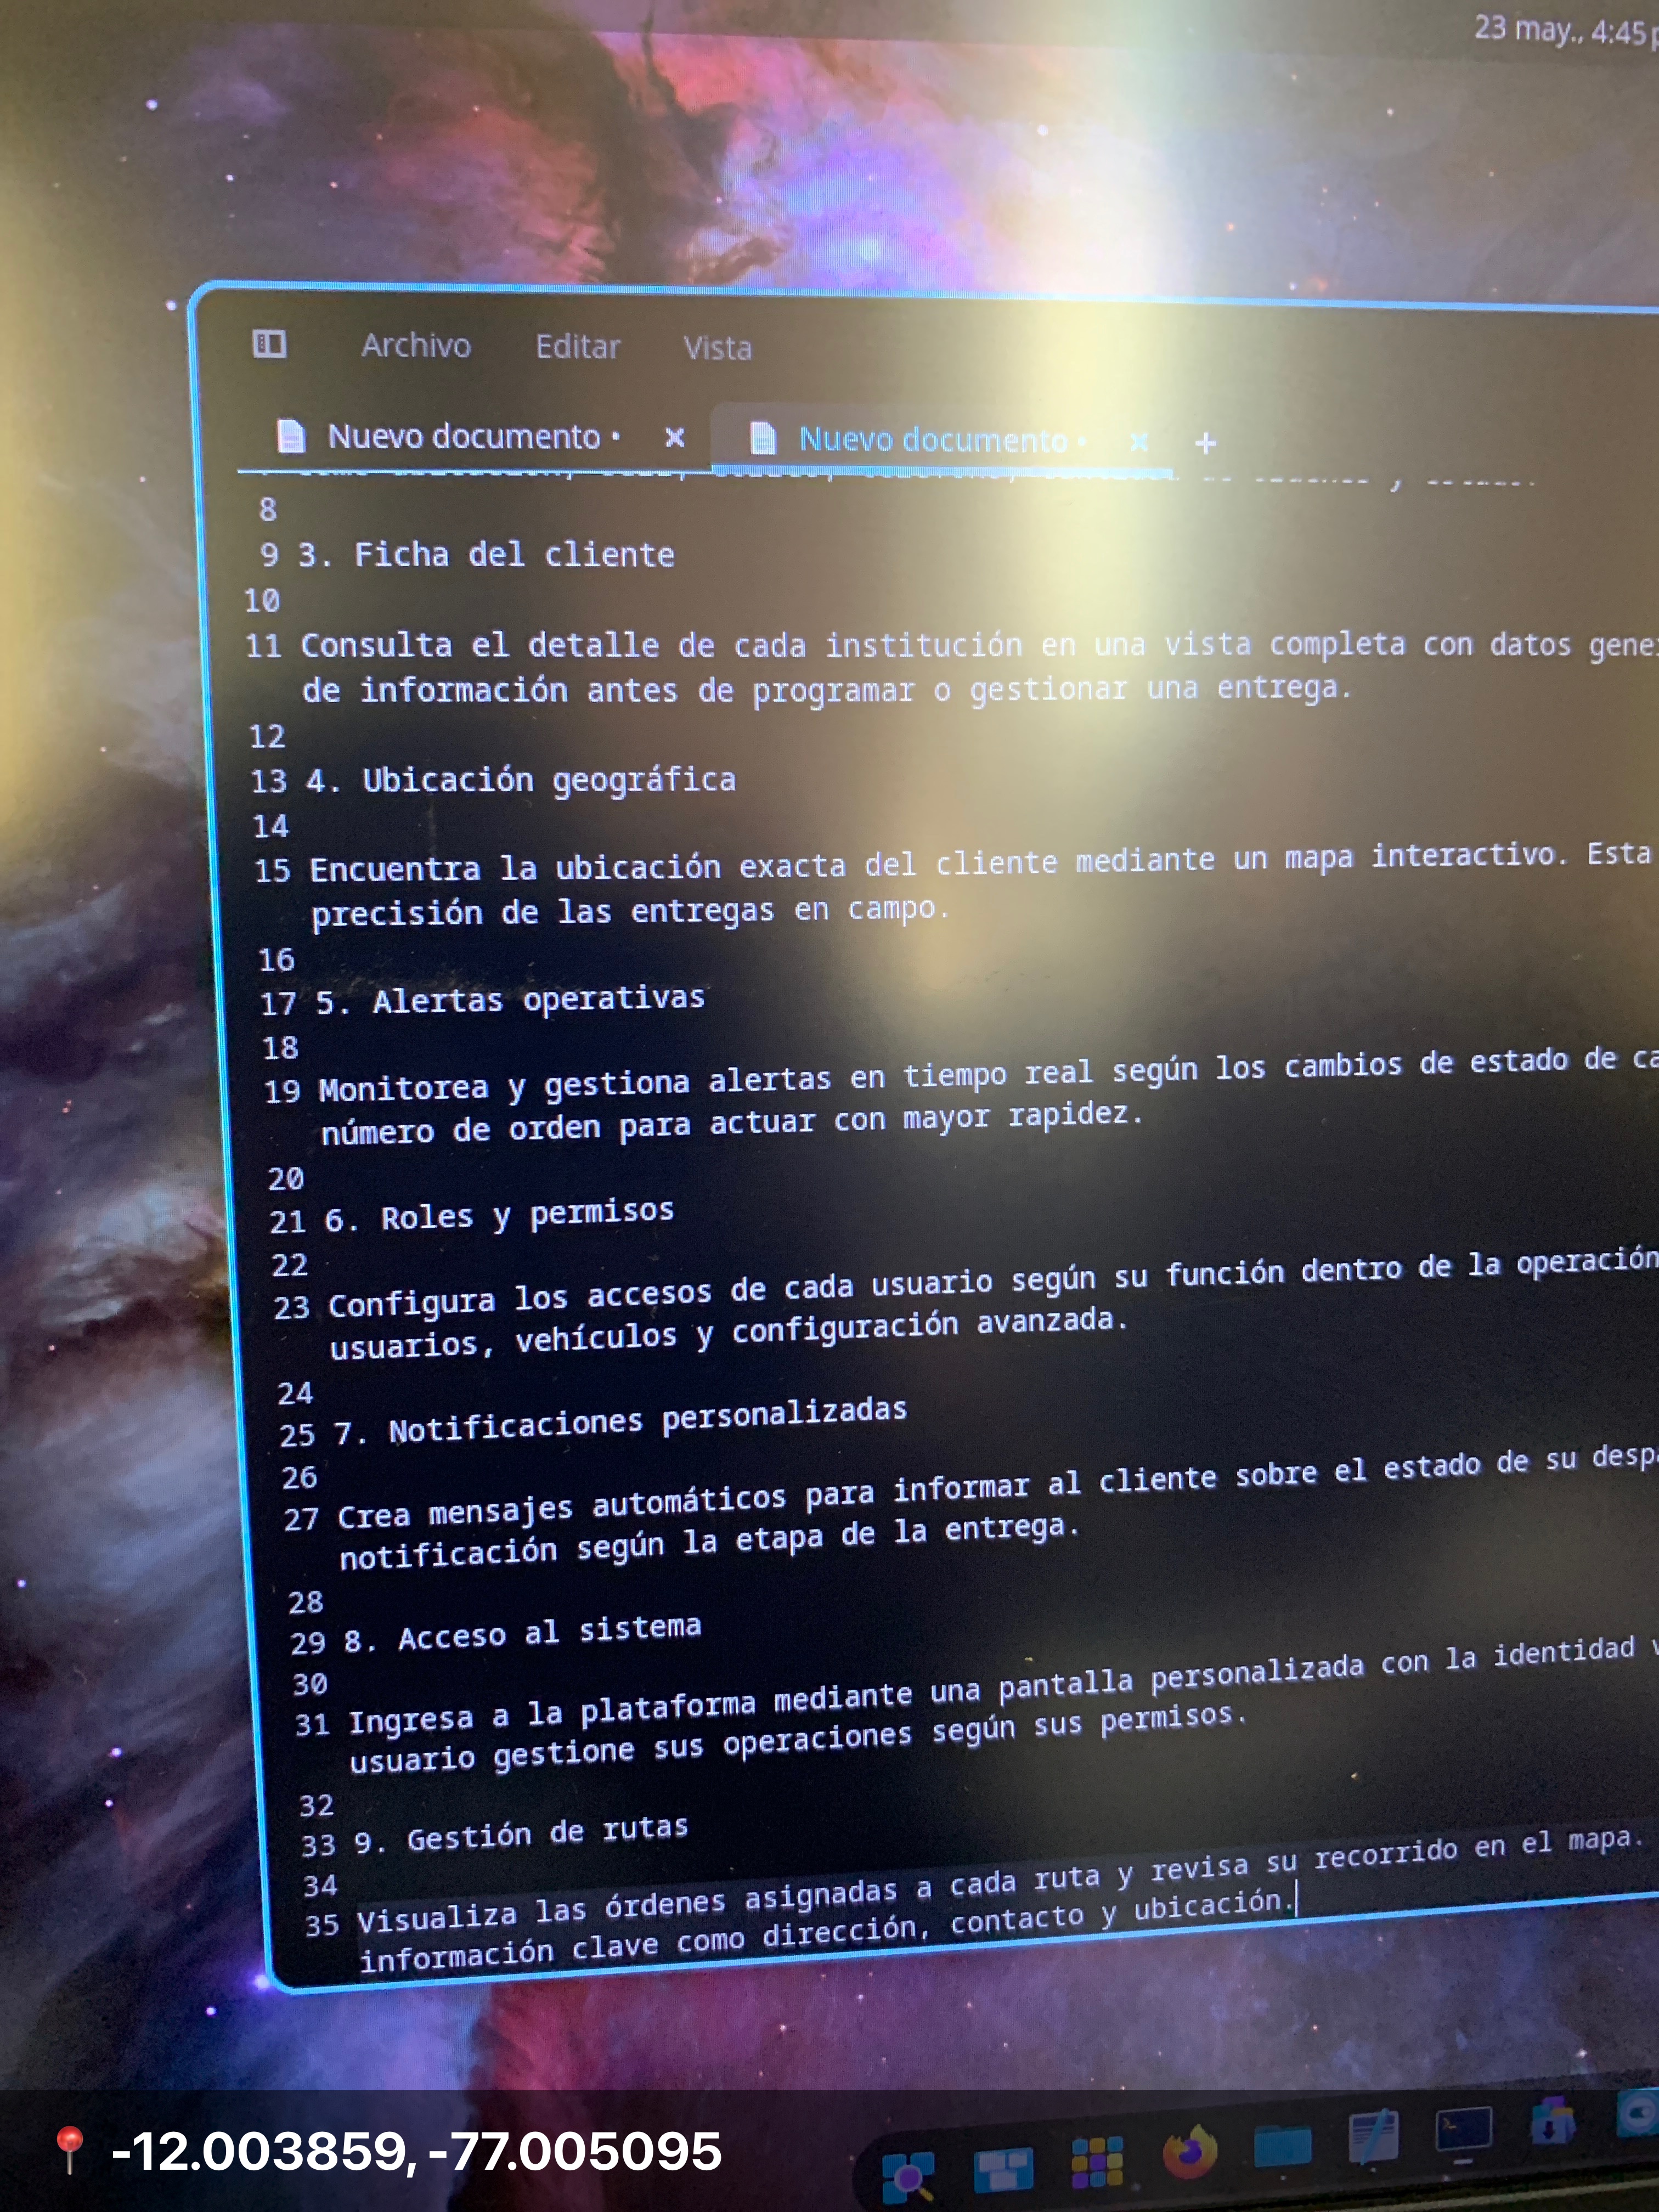 23 may., 4:45
Archivo Editar Vista
Nuevo documento • × Nuevo documento • × +
8
9 3. Ficha del cliente
10
11 Consulta el detalle de cada institución en una vista completa con datos
de información antes de programar o gestionar una entrega.
12
13 4. Ubicación geográfica
14
15 Encuentra la ubicación exacta del cliente mediante un mapa interactivo. Esta
precisión de las entregas en campo.
16
17 5. Alertas operativas
18
19 Monitorea y gestiona alertas en tiempo real según los cambios de estado de
número de orden para actuar con mayor rapidez.
20
21 6. Roles y permisos
22
23 Configura los accesos de cada usuario según su función dentro de la operación
usuarios, vehículos y configuración avanzada.
24
25 7. Notificaciones personalizadas
26
27 Crea mensajes automáticos para informar al cliente sobre el estado de su
notificación según la etapa de la entrega.
28
29 8. Acceso al sistema
30
31 Ingresa a la plataforma mediante una pantalla personalizada con la identidad
usuario gestione sus operaciones según sus permisos.
32
33 9. Gestión de rutas
34
35 Visualiza las órdenes asignadas a cada ruta y revisa su recorrido en el mapa.
información clave como dirección, contacto y ubicación.
-12.003859, -77.005095